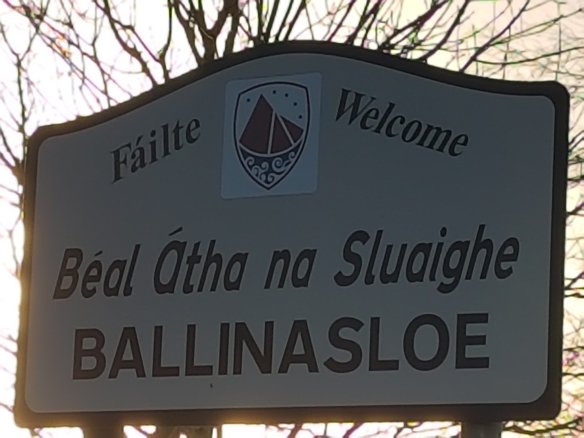 Fáilte Welcome
Béal Átha na Sluaighe
BALLINASLOE